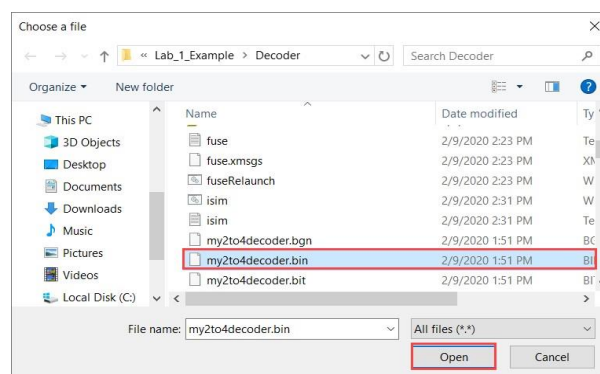 Choose a file
« Lab_1_Example > Decoder
Search Decoder
Organize
New folder
This PC
3D Objects
Desktop
Documents
Downloads
Music
Pictures
Videos
Local Disk (C:)
Name Date modified Ty
fuse 2/9/2020 2:23 PM Te
fuse.xmsgs 2/9/2020 2:23 PM XN
fuseRelaunch 2/9/2020 2:23 PM W
isim 2/9/2020 2:31 PM W
isim 2/9/2020 2:31 PM Te
my2to4decoder.bgn 2/9/2020 1:51 PM BG
my2to4decoder.bin 2/9/2020 1:51 PM BI
my2to4decoder.bit 2/9/2020 1:51 PM BI
File name: my2to4decoder.bin All files (*.*)
Open Cancel